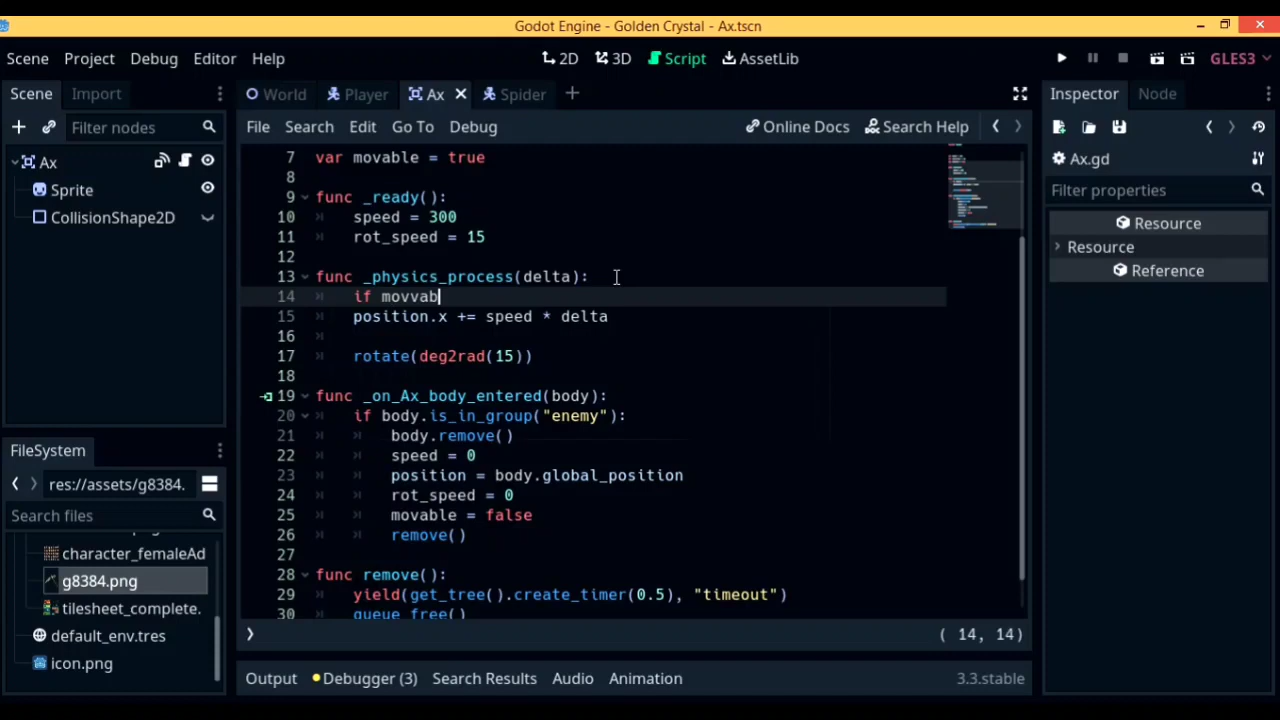 Godot Engine - Golden Crystal - Ax.tscn
Scene Project Debug Editor Help 2D 3D Script AssetLib GLES3
Scene Import
Filter nodes
Ax
Sprite
CollisionShape2D
FileSystem
res://assets/g8384.
Search files
character_femaleAd
g8384.png
tilesheet_complete.
default_env.tres
icon.png
World Player Ax Spider
File Search Edit Go To Debug Online Docs Search Help
7 var movable = true
8
9 func _ready():
10 speed = 300
11 rot_speed = 15
12
13 func _physics_process(delta):
14 if movvab
15 position.x += speed * delta
16
17 rotate(deg2rad(15))
18
19 func _on_Ax_body_entered(body):
20 if body.is_in_group("enemy"):
21 body.remove()
22 speed = 0
23 position = body.global_position
24 rot_speed = 0
25 movable = false
26 remove()
27
28 func remove():
29 yield(get_tree().create_timer(0.5), "timeout")
30 queue_free()
( 14, 14)
Output Debugger (3) Search Results Audio Animation 3.3.stable
Inspector Node
Ax.gd
Filter properties
Resource
Resource
Reference